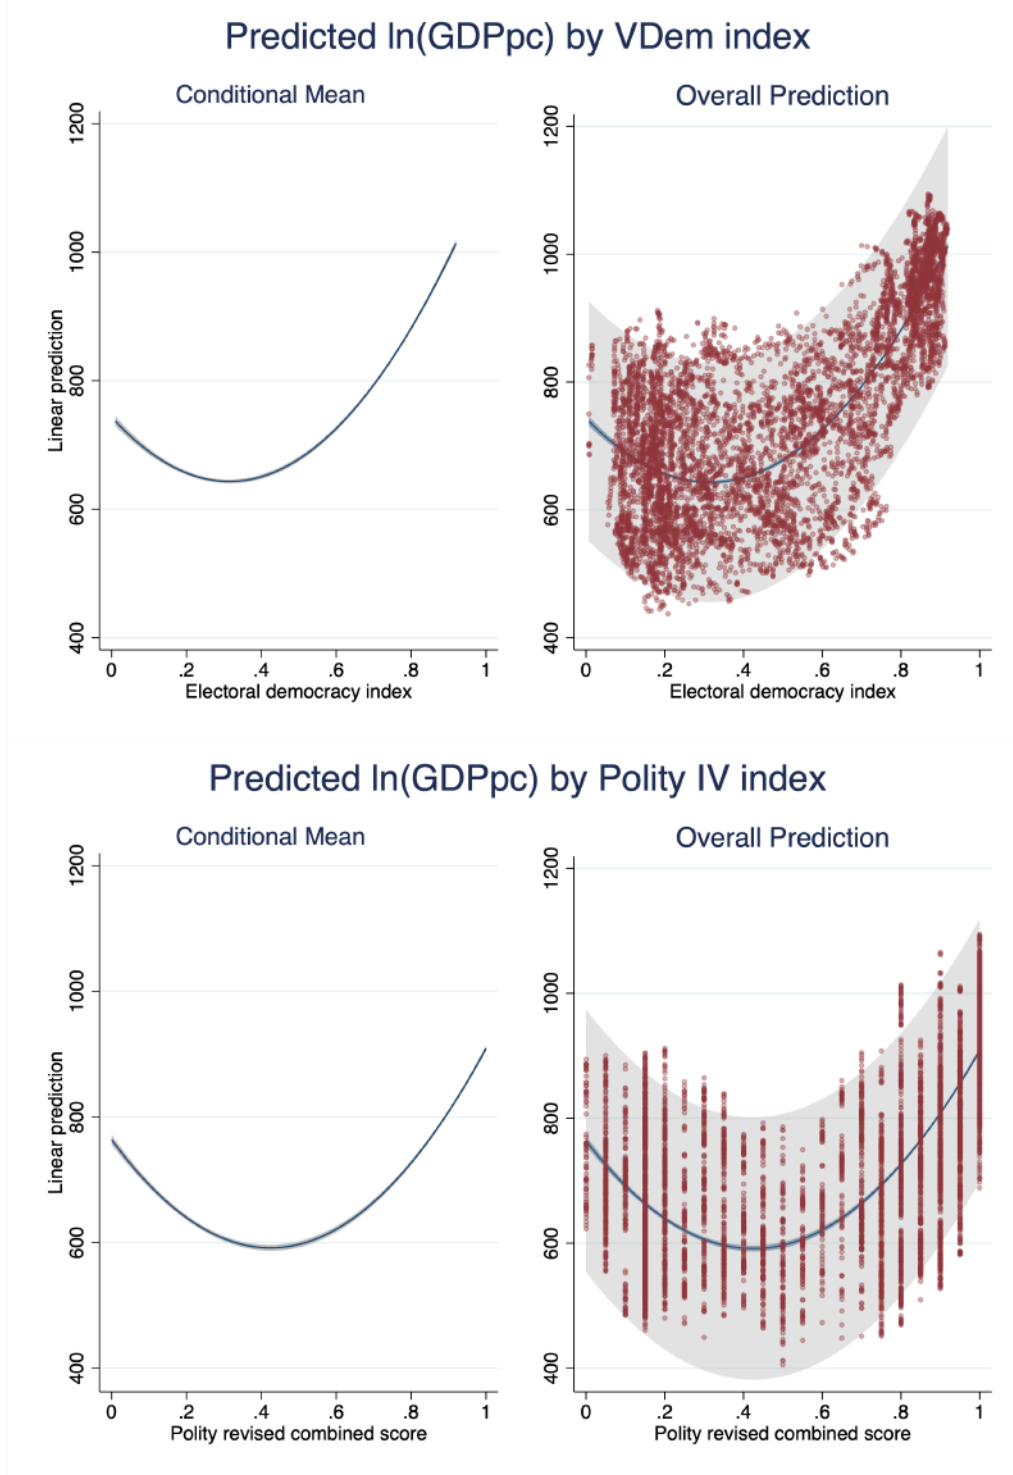 Predicted ln(GDPpc) by VDem index
Conditional Mean
Overall Prediction
Linear prediction
1200
1000
800
600
400
0 .2 .4 .6 .8 1
Electoral democracy index
1200
1000
800
600
400
0 .2 .4 .6 .8 1
Electoral democracy index
Predicted ln(GDPpc) by Polity IV index
Conditional Mean
Overall Prediction
Linear prediction
1200
1000
800
600
400
0 .2 .4 .6 .8 1
Polity revised combined score
1200
1000
800
600
400
0 .2 .4 .6 .8 1
Polity revised combined score